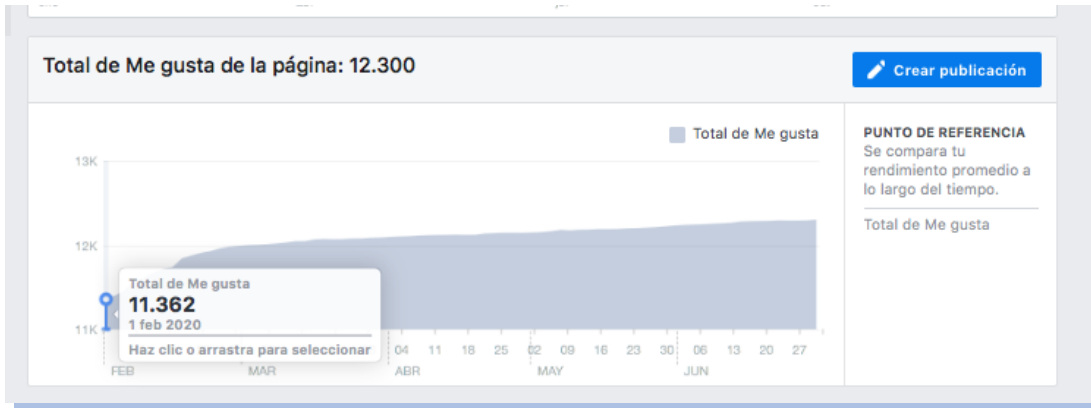 Total de Me gusta de la página: 12.300
Crear publicación
Total de Me gusta
PUNTO DE REFERENCIA
Se compara tu
rendimiento promedio a
lo largo del tiempo.
Total de Me gusta
13K
12K
11K
Total de Me gusta
11.362
1 feb 2020
Haz clic o arrastra para seleccionar
04 11 18 25 02 09 16 23 30 06 13 20 27
FEB MAR ABR MAY JUN